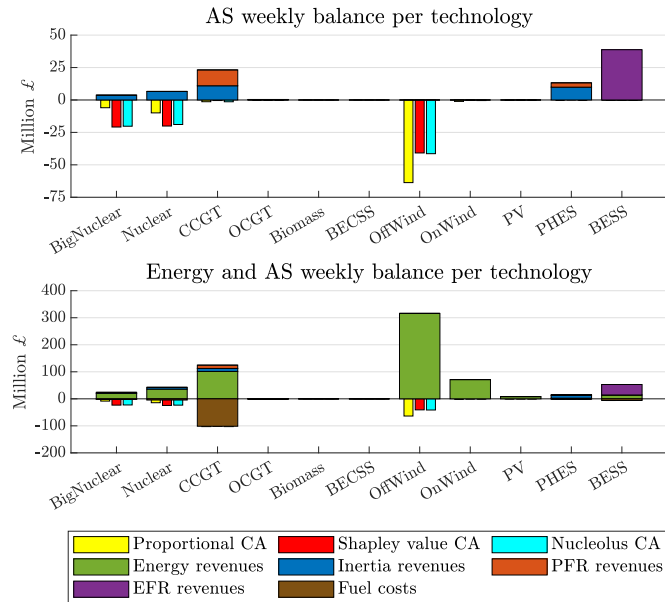 AS weekly balance per technology
50
25
0
-25
-50
-75
Million £
BigNuclear
Nuclear
CCGT
OCGT
Biomass
BECSS
OffWind
OnWind
PV
PHES
BESS
Energy and AS weekly balance per technology
400
300
200
100
0
-100
-200
Million £
BigNuclear
Nuclear
CCGT
OCGT
Biomass
BECSS
OffWind
OnWind
PV
PHES
BESS
Proportional CA Shapley value CA Nucleolus CA
Energy revenues Inertia revenues PFR revenues
EFR revenues Fuel costs